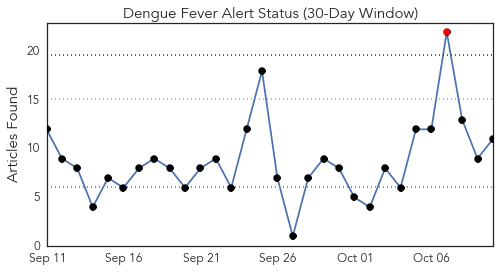 Dengue Fever Alert Status (30-Day Window)
Articles Found
20
15
10
5
0
Sep 11 Sep 16 Sep 21 Sep 26 Oct 01 Oct 06